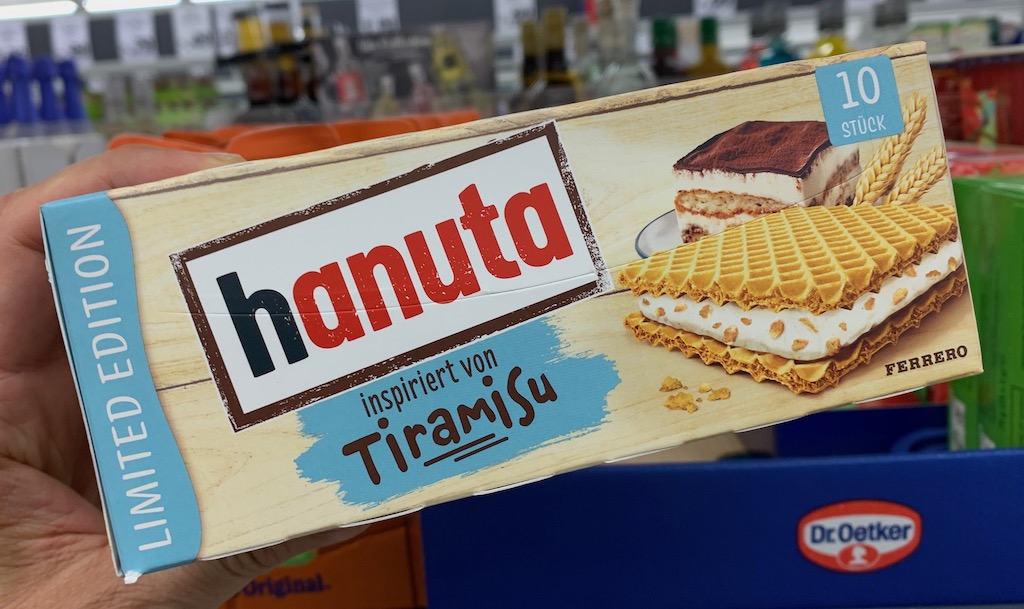 LIMITED EDITION
hanuta
inspiriert von
Tiramisu
10
STÜCK
FERRERO
Dr. Oetker
Original.